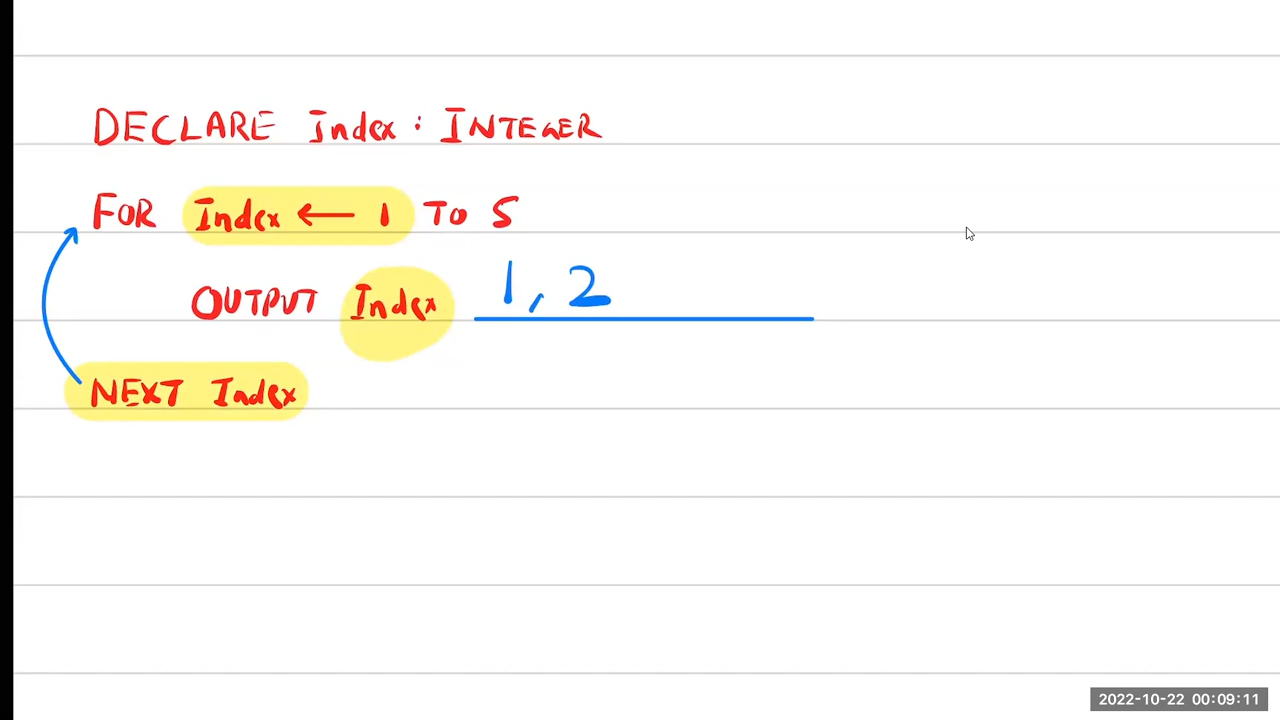 DECLARE Index : INTEGER
FOR Index ← 1 TO 5
OUTPUT Index 1, 2
NEXT Index
2022-10-22 00:09:11